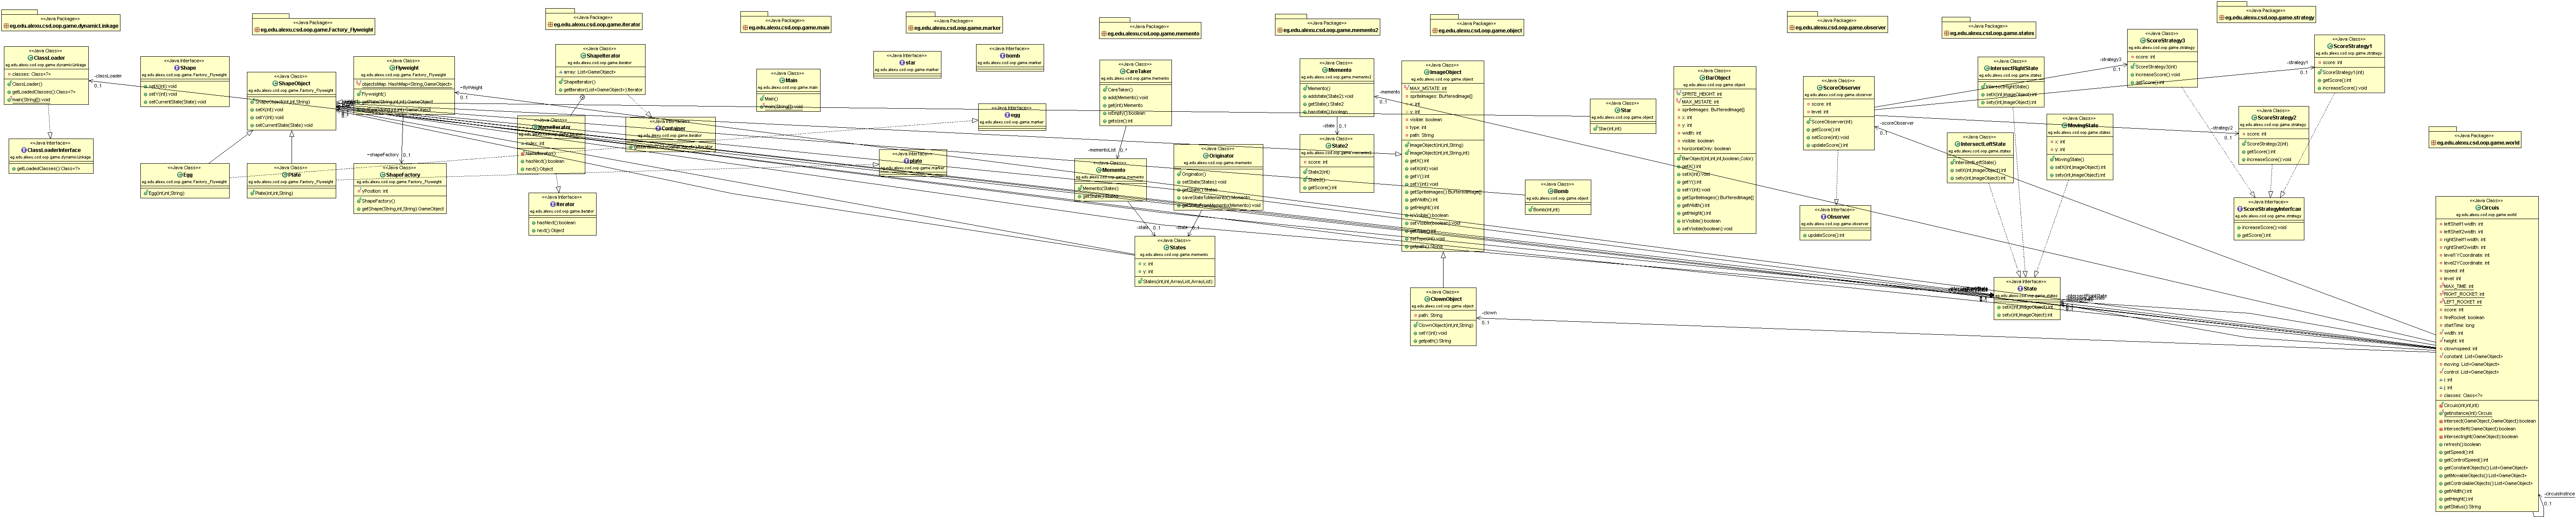 <<Java Package>>
eg.edu.alexu.csd.oop.game.dynamicLinkage
<<Java Class>>
ClassLoader
eg.edu.alexu.csd.oop.game.dynamicLinkage
classes: Class<?>
ClassLoader()
getLoadedClasses():Class<?>
main(String[]):void
-classLoader
0..1
<<Java Interface>>
ClassLoaderInterface
eg.edu.alexu.csd.oop.game.dynamicLinkage
getLoadedClasses():Class<?>
<<Java Package>>
eg.edu.alexu.csd.oop.game.Factory_Flyweight
<<Java Interface>>
Shape
eg.edu.alexu.csd.oop.game.Factory_Flyweight
setX(int):void
setY(int):void
setCurrentState(State):void
<<Java Class>>
ShapeObject
eg.edu.alexu.csd.oop.game.Factory_Flyweight
ShapeObject(int,int,String)
setX(int):void
setY(int):void
setCurrentState(State):void
<<Java Class>>
Flyweight
eg.edu.alexu.csd.oop.game.Factory_Flyweight
objectsMap: HashMap<String,GameObject>
Flyweight()
-flyWeight
0..1
<<Java Class>>
Egg
eg.edu.alexu.csd.oop.game.Factory_Flyweight
Egg(int,int,String)
<<Java Class>>
Plate
eg.edu.alexu.csd.oop.game.Factory_Flyweight
Plate(int,int,String)
-shapeFactory
0..1
<<Java Class>>
ShapeFactory
eg.edu.alexu.csd.oop.game.Factory_Flyweight
yPosition: int
ShapeFactory()
getShape(String,int,String):GameObject
<<Java Package>>
eg.edu.alexu.csd.oop.game.iterator
<<Java Class>>
ShapeIterator
eg.edu.alexu.csd.oop.game.iterator
array: List<GameObject>
ShapeIterator()
getIterator(List<GameObject>):Iterator
<<Java Class>>
NameIterator
index: int
NameIterator()
hasNext():boolean
next():Object
<<Java Interface>>
Container
eg.edu.alexu.csd.oop.game.iterator
<<Java Interface>>
Iterator
eg.edu.alexu.csd.oop.game.iterator
hasNext():boolean
next():Object
<<Java Package>>
eg.edu.alexu.csd.oop.game.main
<<Java Class>>
Main
eg.edu.alexu.csd.oop.game.main
Main()
main(String[]):void
<<Java Package>>
eg.edu.alexu.csd.oop.game.marker
<<Java Interface>>
star
eg.edu.alexu.csd.oop.game.marker
<<Java Interface>>
bomb
eg.edu.alexu.csd.oop.game.marker
<<Java Interface>>
egg
eg.edu.alexu.csd.oop.game.marker
<<Java Interface>>
plate
eg.edu.alexu.csd.oop.game.marker
<<Java Package>>
eg.edu.alexu.csd.oop.game.memento
<<Java Class>>
CareTaker
eg.edu.alexu.csd.oop.game.memento
CareTaker()
add(Memento):void
get(int):Memento
isEmpty():boolean
getsize():int
-mementoList
0..*
<<Java Class>>
Memento
eg.edu.alexu.csd.oop.game.memento
Memento(States)
getState():States
<<Java Class>>
Originator
eg.edu.alexu.csd.oop.game.memento
Originator()
setState(States):void
getState():States
saveStateToMemento():Memento
getStateFromMemento(Memento):void
-state
0..1
-state
0..1
<<Java Class>>
States
eg.edu.alexu.csd.oop.game.memento
x: int
y: int
States(int,int,ArrayList,ArrayList)
<<Java Package>>
eg.edu.alexu.csd.oop.game.memento2
<<Java Class>>
Memento
eg.edu.alexu.csd.oop.game.memento2
Memento()
addstate(State2):void
getState():State2
hasstate():boolean
-memento
0..1
-state
0..1
<<Java Class>>
State2
eg.edu.alexu.csd.oop.game.memento2
score: int
State2(int)
State2()
getScore():int
<<Java Package>>
eg.edu.alexu.csd.oop.game.object
<<Java Class>>
ImageObject
eg.edu.alexu.csd.oop.game.object
MAX_MSTATE: int
spriteImages: BufferedImage[]
x: int
y: int
visible: boolean
type: int
path: String
ImageObject(int,int,String)
ImageObject(int,int,String,int)
getX():int
setX(int):void
getY():int
setY(int):void
getSpriteImages():BufferedImage[]
getWidth():int
getHeight():int
isVisible():boolean
setVisible(boolean):void
getType():int
setType(int):void
getpath():String
<<Java Class>>
ClownObject
eg.edu.alexu.csd.oop.game.object
path: String
ClownObject(int,int,String)
setY(int):void
getpath():String
-clown
0..1
<<Java Class>>
Star
eg.edu.alexu.csd.oop.game.object
Star(int,int)
<<Java Class>>
Bomb
eg.edu.alexu.csd.oop.game.object
Bomb(int,int)
<<Java Class>>
BarObject
eg.edu.alexu.csd.oop.game.object
SPRITE_HEIGHT: int
MAX_MSTATE: int
spriteImages: BufferedImage[]
x: int
y: int
width: int
visible: boolean
horizontalOnly: boolean
BarObject(int,int,int,boolean,Color)
getX():int
setX(int):void
getY():int
setY(int):void
getSpriteImages():BufferedImage[]
getWidth():int
getHeight():int
isVisible():boolean
setVisible(boolean):void
<<Java Package>>
eg.edu.alexu.csd.oop.game.observer
<<Java Class>>
ScoreObserver
eg.edu.alexu.csd.oop.game.observer
score: int
level: int
ScoreObserver(int)
getScore():int
setScore(int):void
updateScore():int
-scoreObserver
0..1
<<Java Interface>>
Observer
eg.edu.alexu.csd.oop.game.observer
updateScore():int
<<Java Package>>
eg.edu.alexu.csd.oop.game.states
<<Java Class>>
IntersectRightState
eg.edu.alexu.csd.oop.game.states
IntersectRightState()
setX(int,ImageObject):int
sety(int,ImageObject):int
<<Java Class>>
IntersectLeftState
eg.edu.alexu.csd.oop.game.states
IntersectLeftState()
setX(int,ImageObject):int
sety(int,ImageObject):int
<<Java Class>>
MovingState
eg.edu.alexu.csd.oop.game.states
x: int
y: int
MovingState()
setX(int,ImageObject):int
sety(int,ImageObject):int
<<Java Interface>>
State
eg.edu.alexu.csd.oop.game.states
setX(int,ImageObject):int
sety(int,ImageObject):int
-intersectRightState
<<Java Package>>
eg.edu.alexu.csd.oop.game.strategy
<<Java Class>>
ScoreStrategy3
eg.edu.alexu.csd.oop.game.strategy
score: int
ScoreStrategy3(int)
increaseScore():void
getScore():int
-strategy3
0..1
<<Java Class>>
ScoreStrategy1
eg.edu.alexu.csd.oop.game.strategy
score: int
ScoreStrategy1(int)
getScore():int
increaseScore():void
-strategy1
0..1
<<Java Class>>
ScoreStrategy2
eg.edu.alexu.csd.oop.game.strategy
score: int
ScoreStrategy2(int)
getScore():int
increaseScore():void
-strategy2
0..1
<<Java Interface>>
ScoreStrategyInterfcae
eg.edu.alexu.csd.oop.game.strategy
increaseScore():void
getScore():int
<<Java Package>>
eg.edu.alexu.csd.oop.game.world
<<Java Class>>
Circuis
eg.edu.alexu.csd.oop.game.world
leftShelf1width: int
leftShelf2width: int
rightShelf1width: int
rightShelf2width: int
level1YCoordinate: int
level2YCoordinate: int
speed: int
level: int
MAX_TIME: int
RIGHT_ROCKET: int
LEFT_ROCKET: int
score: int
fireRocket: boolean
startTime: long
width: int
height: int
clownspeed: int
constant: List<GameObject>
moving: List<GameObject>
control: List<GameObject>
i: int
j: int
classes: Class<?>
Circuis(int,int,int)
getInstance(int):Circuis
intersect(GameObject,GameObject):boolean
intersectleft(GameObject):boolean
intersectright(GameObject):boolean
refresh():boolean
getSpeed():int
getControlSpeed():int
getConstantObjects():List<GameObject>
getMovableObjects():List<GameObject>
getControlableObjects():List<GameObject>
getWidth():int
getHeight():int
getStatus():String
-circuisInstnce
0..1